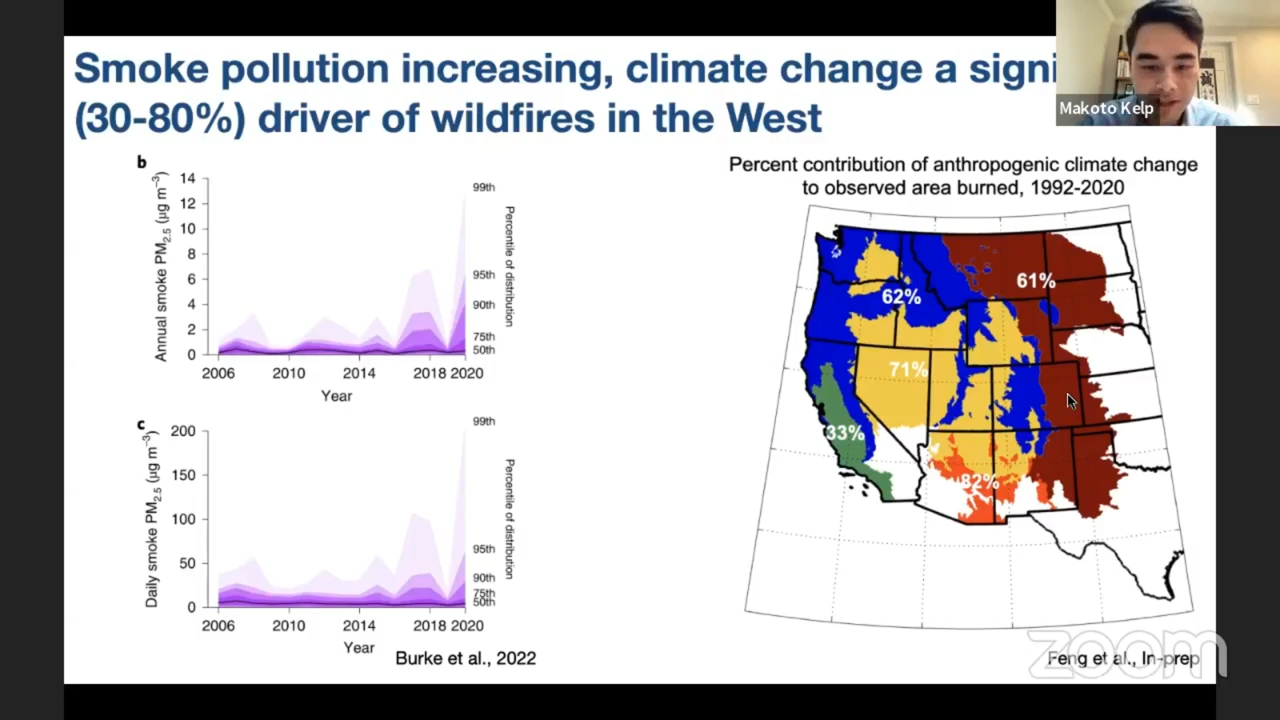 Smoke pollution increasing, climate change a signi
(30-80%) driver of wildfires in the West
Makoto Kelp
b
Annual smoke PM2.5 (μg m−3)
14
12
10
8
6
4
2
0
2006
2010
2014
2018
2020
Year
99th
95th
90th
75th
50th
Percentile of distribution
c
Daily smoke PM2.5 (μg m−3)
200
150
100
50
0
2006
2010
2014
2018
2020
Year
99th
95th
90th
75th
50th
Percentile of distribution
Burke et al., 2022
Percent contribution of anthropogenic climate change
to observed area burned, 1992-2020
61%
62%
71%
33%
82%
zoom
Feng et al., In-prep